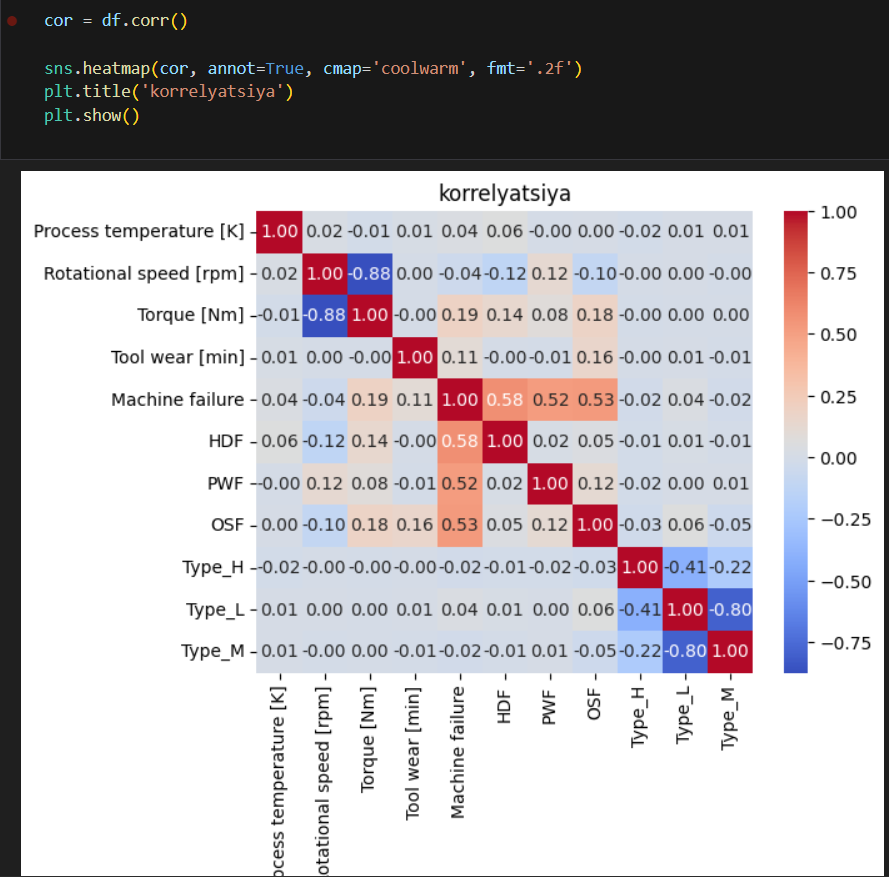 cor = df.corr()
sns.heatmap(cor, annot=True, cmap='coolwarm', fmt='.2f')
plt.title('korrelyatsiya')
plt.show()
korrelyatsiya
Process temperature [K] 1.00 0.02 -0.01 0.01 0.04 0.06 -0.00 0.00 -0.02 0.01 0.01
Rotational speed [rpm] 0.02 1.00 -0.88 0.00 -0.04 -0.12 0.12 -0.10 -0.00 0.00 -0.00
Torque [Nm] -0.01 -0.88 1.00 -0.00 0.19 0.14 0.08 0.18 -0.00 0.00 0.00
Tool wear [min] 0.01 0.00 -0.00 1.00 0.11 -0.00 -0.01 0.16 -0.00 0.01 -0.01
Machine failure 0.04 -0.04 0.19 0.11 1.00 0.58 0.52 0.53 -0.02 0.04 -0.02
HDF 0.06 -0.12 0.14 -0.00 0.58 1.00 0.02 0.05 -0.01 0.01 -0.01
PWF -0.00 0.12 0.08 -0.01 0.52 0.02 1.00 0.12 -0.02 0.00 0.01
OSF 0.00 -0.10 0.18 0.16 0.53 0.05 0.12 1.00 -0.03 0.06 -0.05
Type_H -0.02 -0.00 -0.00 -0.00 -0.02 -0.01 -0.02 -0.03 1.00 -0.41 -0.22
Type_L 0.01 0.00 0.00 0.01 0.04 0.01 0.00 0.06 -0.41 1.00 -0.80
Type_M 0.01 -0.00 0.00 -0.01 -0.02 -0.01 0.01 -0.05 -0.22 -0.80 1.00
ocess temperature [K]
otational speed [rpm]
Torque [Nm]
Tool wear [min]
Machine failure
HDF
PWF
OSF
Type_H
Type_L
Type_M
1.00
0.75
0.50
0.25
0.00
−0.25
−0.50
−0.75